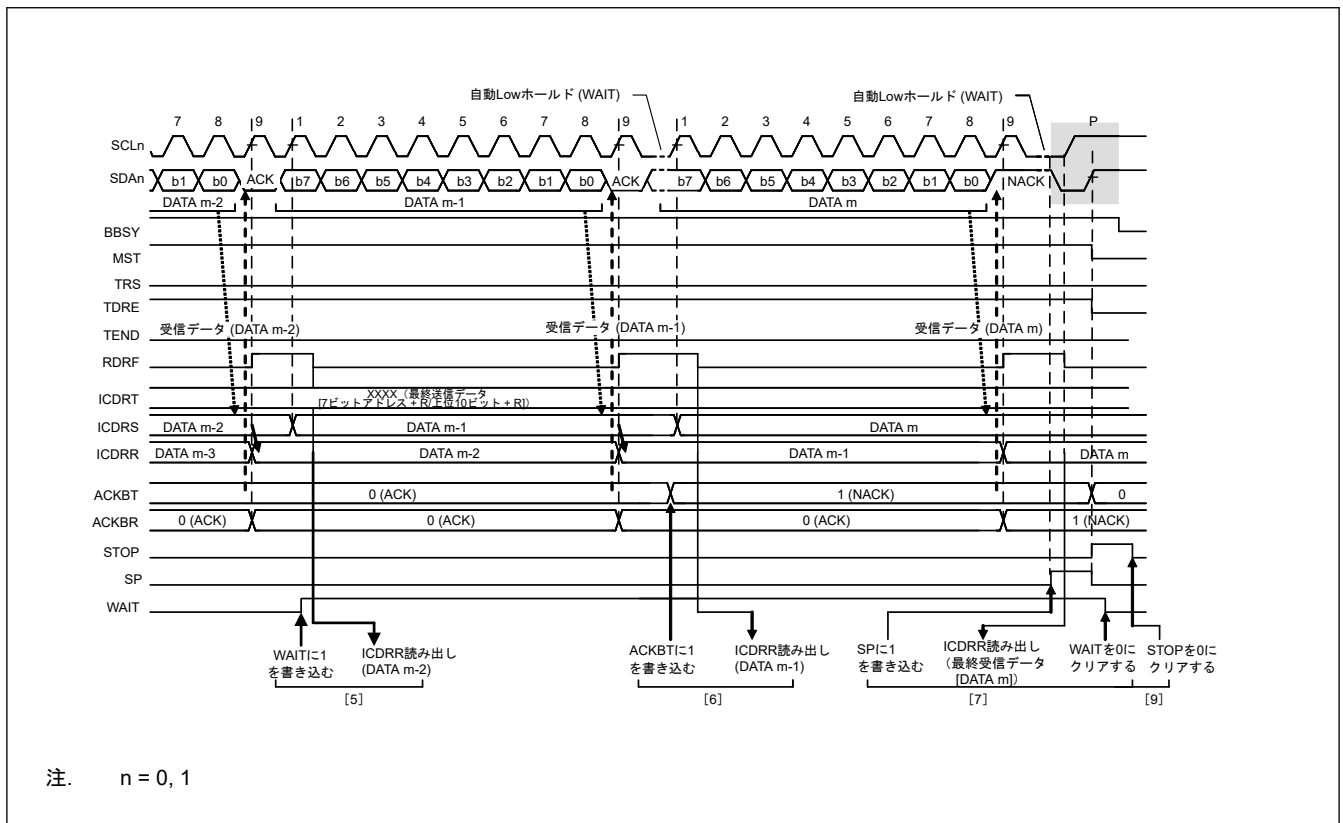 自動Lowホールド (WAIT) 自動Lowホールド (WAIT)
7 8 9 1 2 3 4 5 6 7 8 9 1 2 3 4 5 6 7 8 9 P
SCLn
SDAn b1 b0 ACK b7 b6 b5 b4 b3 b2 b1 b0 ACK b7 b6 b5 b4 b3 b2 b1 b0 NACK
DATA m-2 DATA m-1 DATA m
BBSY
MST
TRS
TDRE
受信データ (DATA m-2) 受信データ (DATA m-1) 受信データ (DATA m)
TEND
RDRF
XXXX（最終送信データ
ICDRT [7ビットアドレス + R/上位10ビット + R]）
ICDRS DATA m-2 DATA m-1 DATA m
ICDRR DATA m-3 DATA m-2 DATA m-1 DATA m
ACKBT 0 (ACK) 1 (NACK) 0
ACKBR 0 (ACK) 0 (ACK) 0 (ACK) 1 (NACK)
STOP
SP
WAIT
WAITに1
を書き込む
ICDRR読み出し
(DATA m-2)
ACKBTに1
を書き込む
ICDRR読み出し
(DATA m-1)
SPに1
を書き込む
ICDRR読み出し
（最終受信データ
[DATA m]）
WAITを0に
クリアする
STOPを0に
クリアする
[5] [6] [7] [9]
注. n = 0, 1